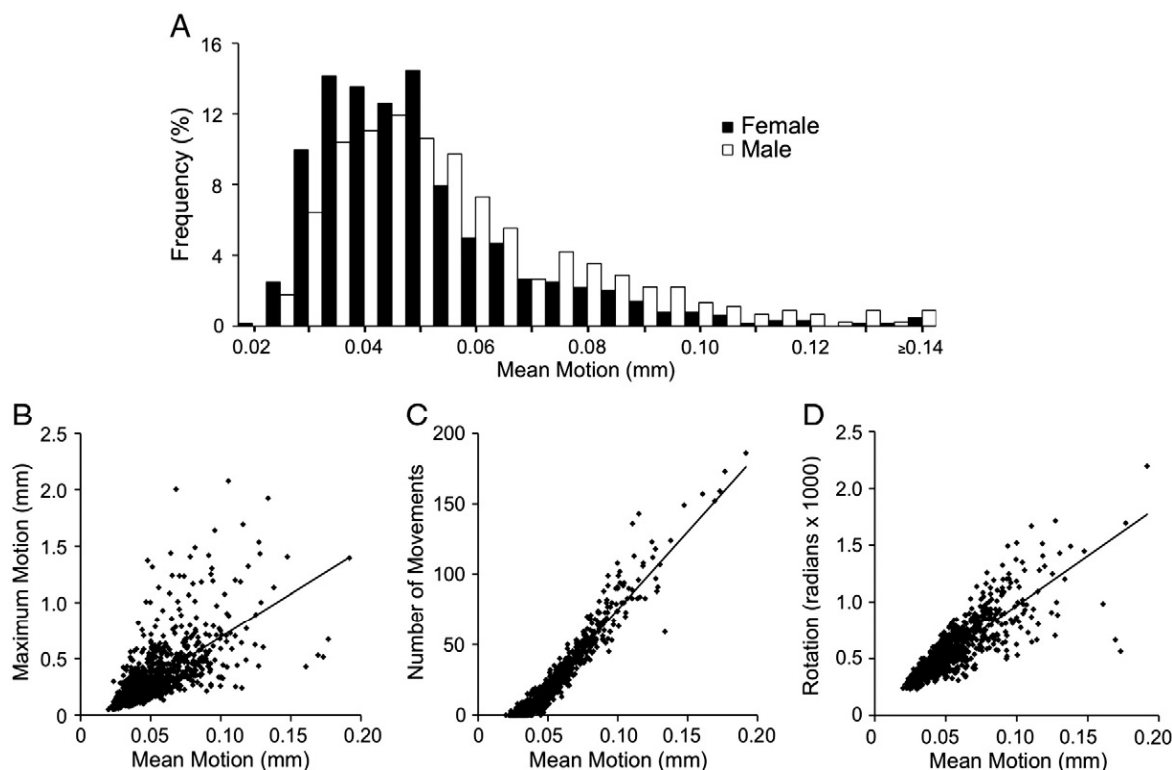 A
16
12
8
4
0
Frequency (%)
Female
Male
0.02 0.04 0.06 0.08 0.10 0.12 ≥0.14
Mean Motion (mm)
B
2.5
2.0
1.5
1.0
0.5
0
Maximum Motion (mm)
0 0.05 0.10 0.15 0.20
Mean Motion (mm)
C
200
150
100
50
0
Number of Movements
0 0.05 0.10 0.15 0.20
Mean Motion (mm)
D
2.5
2.0
1.5
1.0
0.5
0
Rotation (radians x 1000)
0 0.05 0.10 0.15 0.20
Mean Motion (mm)